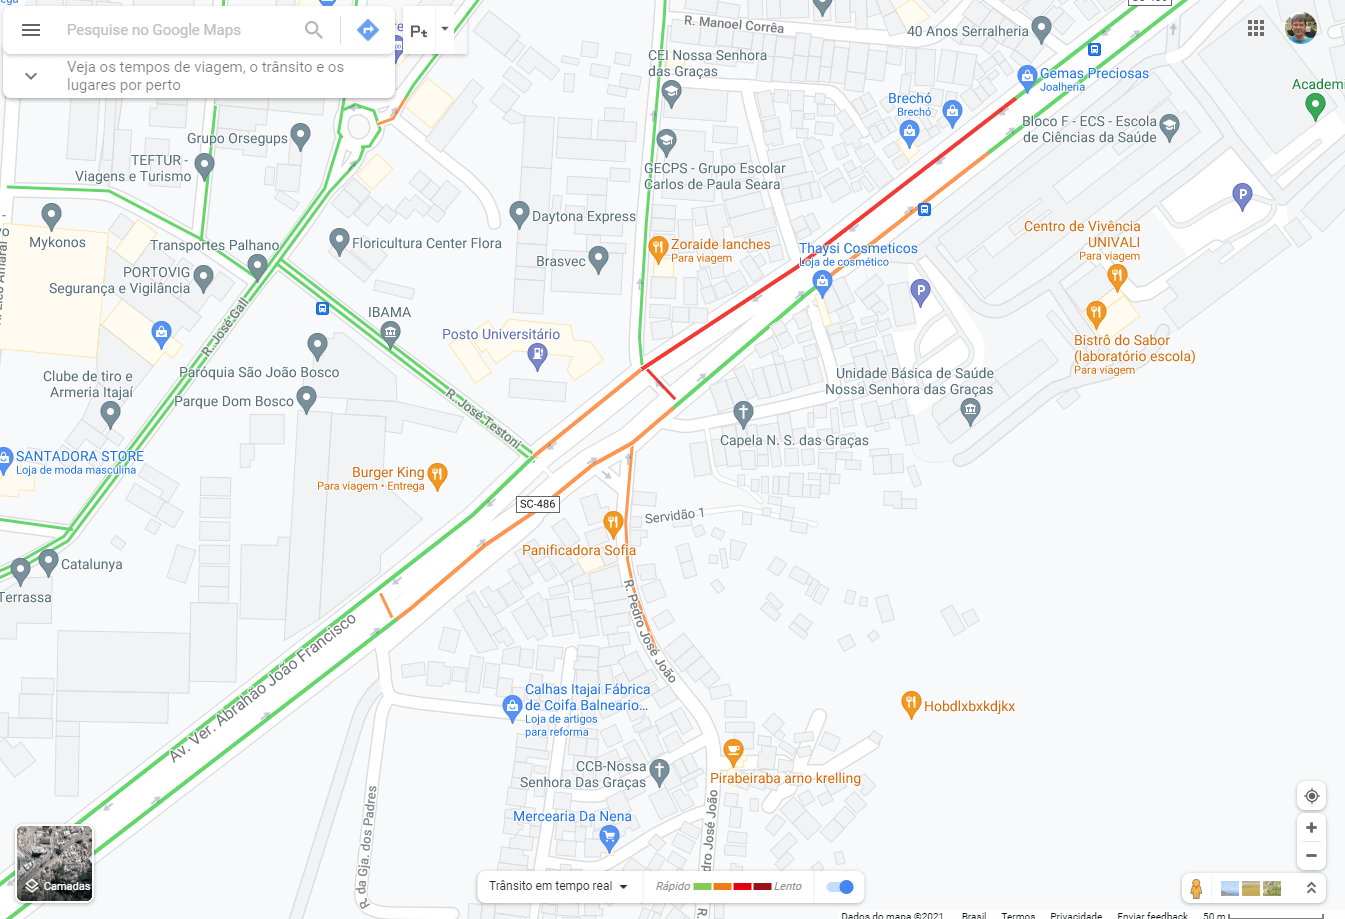 Pesquise no Google Maps
Veja os tempos de viagem, o trânsito e os
lugares por perto
R. Manoel Corrêa
40 Anos Serralheria
CEI Nossa Senhora
das Graças
Gemas Preciosas
Joalheria
Brechó
Brechó
Academi
Bloco F - ECS - Escola
de Ciências da Saúde
Grupo Orsegups
TEFTUR -
Viagens e Turismo
GECPS - Grupo Escolar
Carlos de Paula Seara
P
Mykonos
Daytona Express
Transportes Palhano
Floricultura Center Flora
Zoraide lanches
Para viagem
Thaysi Cosmeticos
Loja de cosmético
Centro de Vivência
UNIVALI
Para viagem
Brasvec
PORTOVIG
Segurança e Vigilância
P
IBAMA
Posto Universitário
R. José Gall
Bistrô do Sabor
(laboratório escola)
Para viagem
Paróquia São João Bosco
Clube de tiro e
Armeria Itajaí
Parque Dom Bosco
R. José Testoni
Unidade Básica de Saúde
Nossa Senhora das Graças
Capela N. S. das Graças
SANTADORA STORE
Loja de moda masculina
Burger King
Para viagem • Entrega
SC-486
Servidão 1
Panificadora Sofia
Catalunya
Terrassa
R. Pedro José João
Av. Ver. Abrahão João Francisco
Calhas Itajai Fábrica
de Coifa Balneario...
Loja de artigos
para reforma
Hobdlxbxkdjkx
CCB-Nossa
Senhora Das Graças
Pirabeiraba arno krelling
Mercearia Da Nena
R. da Gja. dos Padres
dro José João
Camadas
Trânsito em tempo real
Rápido
Lento
Dados do mapa ©2021
Brasil
Termos
Privacidade
Enviar feedback
50 m